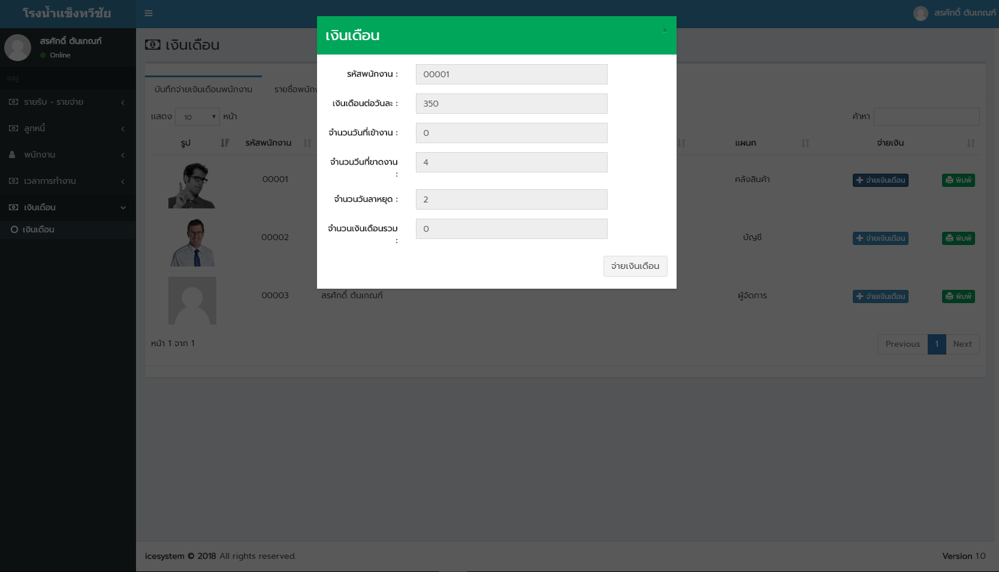 โรงน้ำแข็งทวีชัย
สรศักดิ์ ต้นเกณฑ์
สรศักดิ์ ต้นเกณฑ์
Online
เมนู
รายรับ - รายจ่าย
ลูกหนี้
พนักงาน
เวลาการทำงาน
เงินเดือน
เงินเดือน
เงินเดือน
บันทึกจ่ายเงินเดือนพนักงาน
แสดง 10 หน้า
ค้าหา
รูป รหัสพนักงาน แผนก จ่ายเงิน
00001 คลังสินค้า จ่ายเงินเดือน พิมพ์
00002 บัญชี จ่ายเงินเดือน พิมพ์
00003 สรศักดิ์ ต้นเกณฑ์ ผู้จัดการ จ่ายเงินเดือน พิมพ์
หน้า 1 จาก 1
Previous 1 Next
เงินเดือน x
รหัสพนักงาน : 00001
เงินเดือนต่อวันละ : 350
จำนวนวันที่เข้างาน : 0
จำนวนวีนที่ขาดงาน : 4
จำนวนวันลาหยุด : 2
จำนวนเงินเดือนรวม : 0
จ่ายเงินเดือน
icesystem © 2018 All rights reserved.
Version 1.0